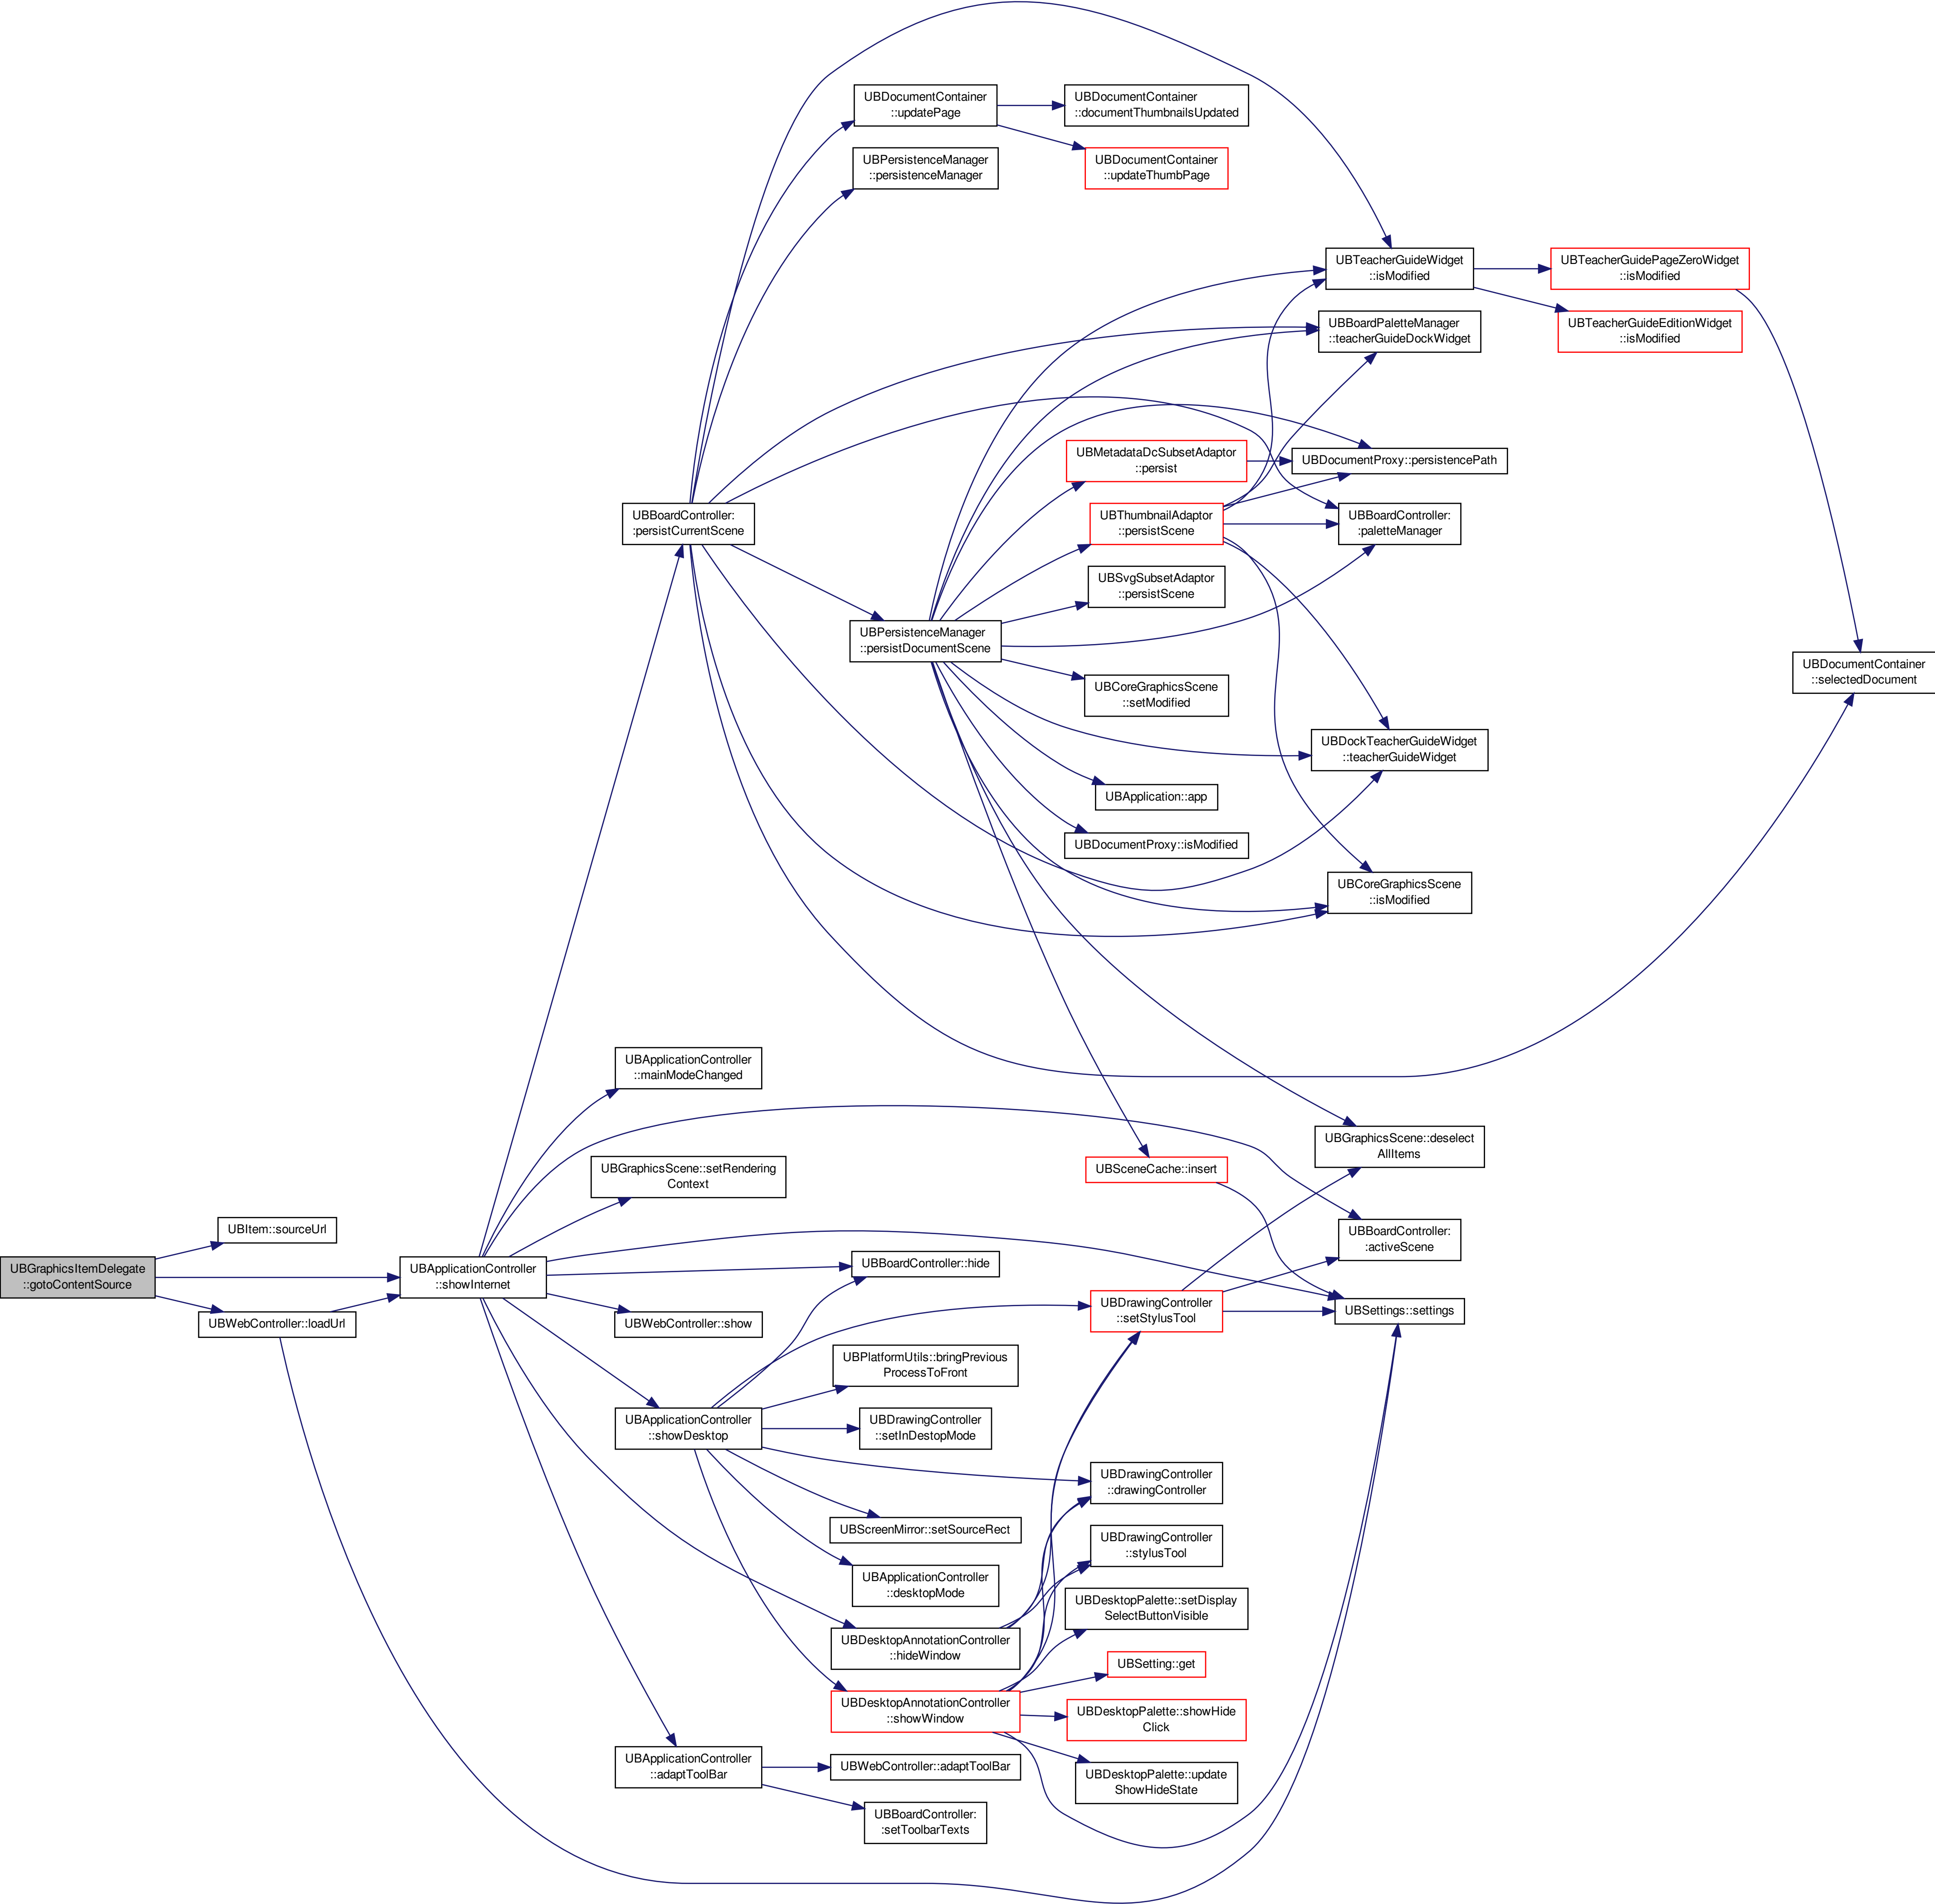 UBDocumentContainer
::updatePage
UBDocumentContainer
::documentThumbnailsUpdated
UBPersistenceManager
::persistenceManager
UBDocumentContainer
::updateThumbPage
UBTeacherGuideWidget
::isModified
UBTeacherGuidePageZeroWidget
::isModified
UBBoardPaletteManager
::teacherGuideDockWidget
UBTeacherGuideEditionWidget
::isModified
UBMetadataDcSubsetAdaptor
::persist
UBDocumentProxy::persistencePath
UBBoardController:
:persistCurrentScene
UBThumbnailAdaptor
::persistScene
UBBoardController:
:paletteManager
UBSvgSubsetAdaptor
::persistScene
UBPersistenceManager
::persistDocumentScene
UBCoreGraphicsScene
::setModified
UBDocumentContainer
::selectedDocument
UBDockTeacherGuideWidget
::teacherGuideWidget
UBApplication::app
UBDocumentProxy::isModified
UBCoreGraphicsScene
::isModified
UBApplicationController
::mainModeChanged
UBGraphicsScene::deselect
AllItems
UBGraphicsScene::setRendering
Context
UBSceneCache::insert
UBItem::sourceUrl
UBBoardController:
:activeScene
UBGraphicsItemDelegate
::gotoContentSource
UBApplicationController
::showInternet
UBBoardController::hide
UBWebController::loadUrl
UBWebController::show
UBDrawingController
::setStylusTool
UBSettings::settings
UBPlatformUtils::bringPrevious
ProcessToFront
UBApplicationController
::showDesktop
UBDrawingController
::setInDestopMode
UBDrawingController
::drawingController
UBScreenMirror::setSourceRect
UBDrawingController
::stylusTool
UBApplicationController
::desktopMode
UBDesktopPalette::setDisplay
SelectButtonVisible
UBDesktopAnnotationController
::hideWindow
UBSetting::get
UBDesktopAnnotationController
::showWindow
UBDesktopPalette::showHide
Click
UBApplicationController
::adaptToolBar
UBWebController::adaptToolBar
UBDesktopPalette::update
ShowHideState
UBBoardController:
:setToolbarTexts